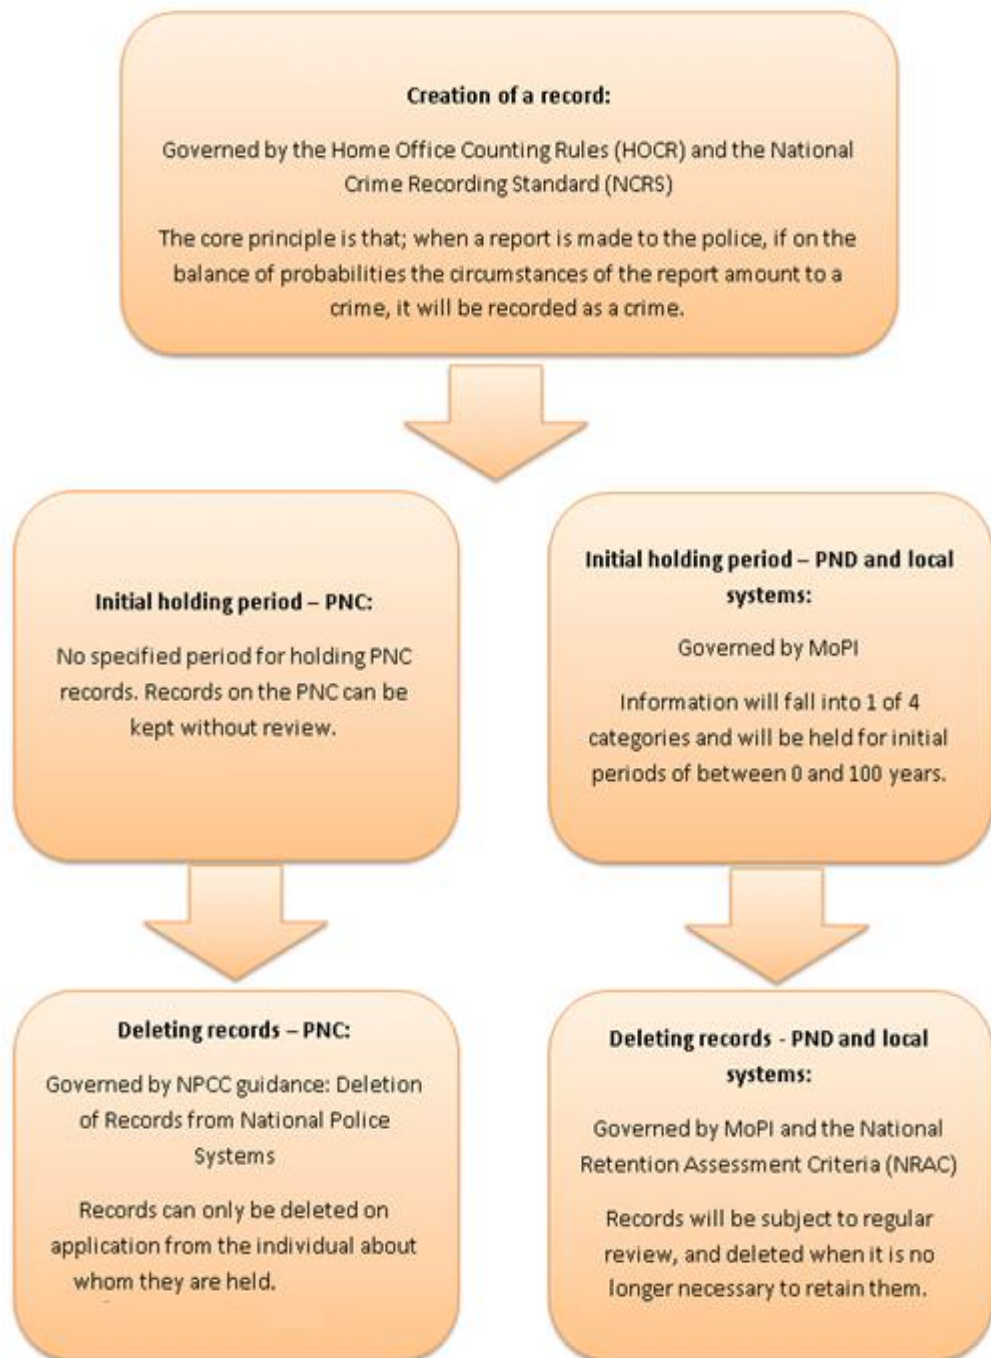 Creation of a record:
Governed by the Home Office Counting Rules (HOCR) and the National
Crime Recording Standard (NCRS)
The core principle is that; when a report is made to the police, if on the
balance of probabilities the circumstances of the report amount to a
crime, it will be recorded as a crime.
Initial holding period – PNC:
No specified period for holding PNC
records. Records on the PNC can be
kept without review.
Initial holding period – PND and local
systems:
Governed by MoPI
Information will fall into 1 of 4
categories and will be held for initial
periods of between 0 and 100 years.
Deleting records – PNC:
Governed by NPCC guidance: Deletion
of Records from National Police
Systems
Records can only be deleted on
application from the individual about
whom they are held.
Deleting records - PND and local
systems:
Governed by MoPI and the National
Retention Assessment Criteria (NRAC)
Records will be subject to regular
review, and deleted when it is no
longer necessary to retain them.